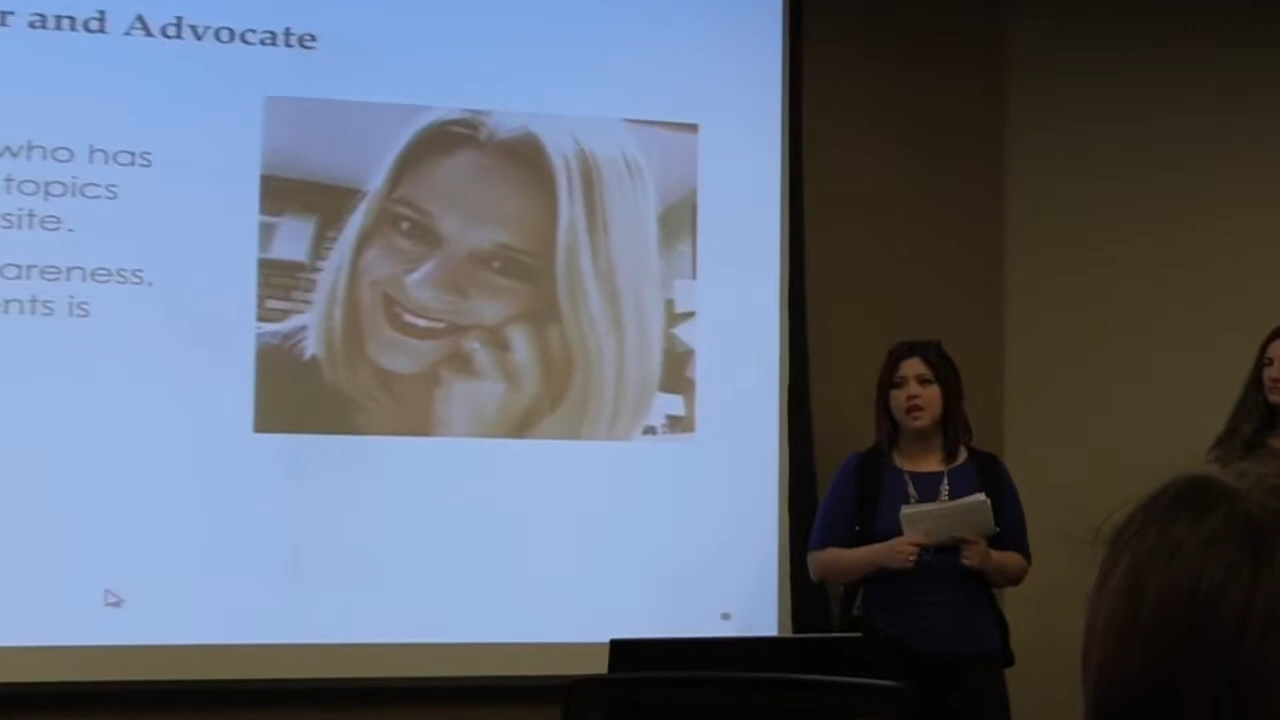 r and Advocate
who has
topics
site.
areness,
nts is